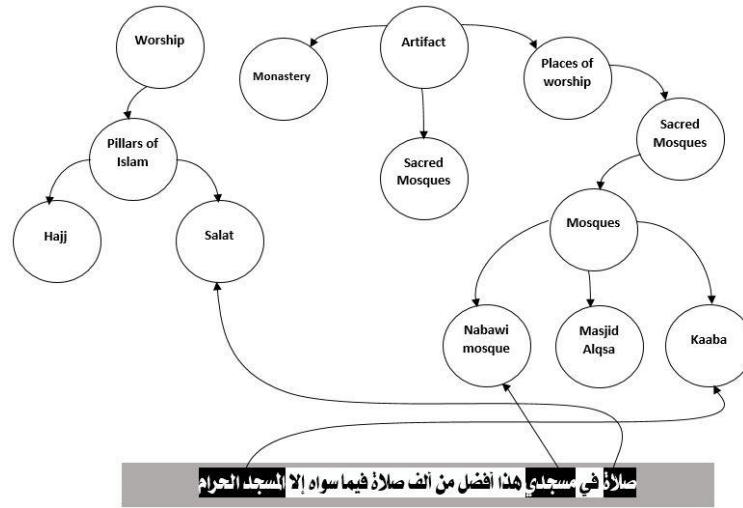 Worship
Artifact
Monastery
Places of
worship
Pillars of
Islam
Sacred
Mosques
Sacred
Mosques
Hajj
Salat
Mosques
Nabawi
mosque
Masjid
Alqsa
Kaaba
صلاة في مسجدي هذا أفضل من ألف صلاة فيما سواه إلا المسجد الحرام